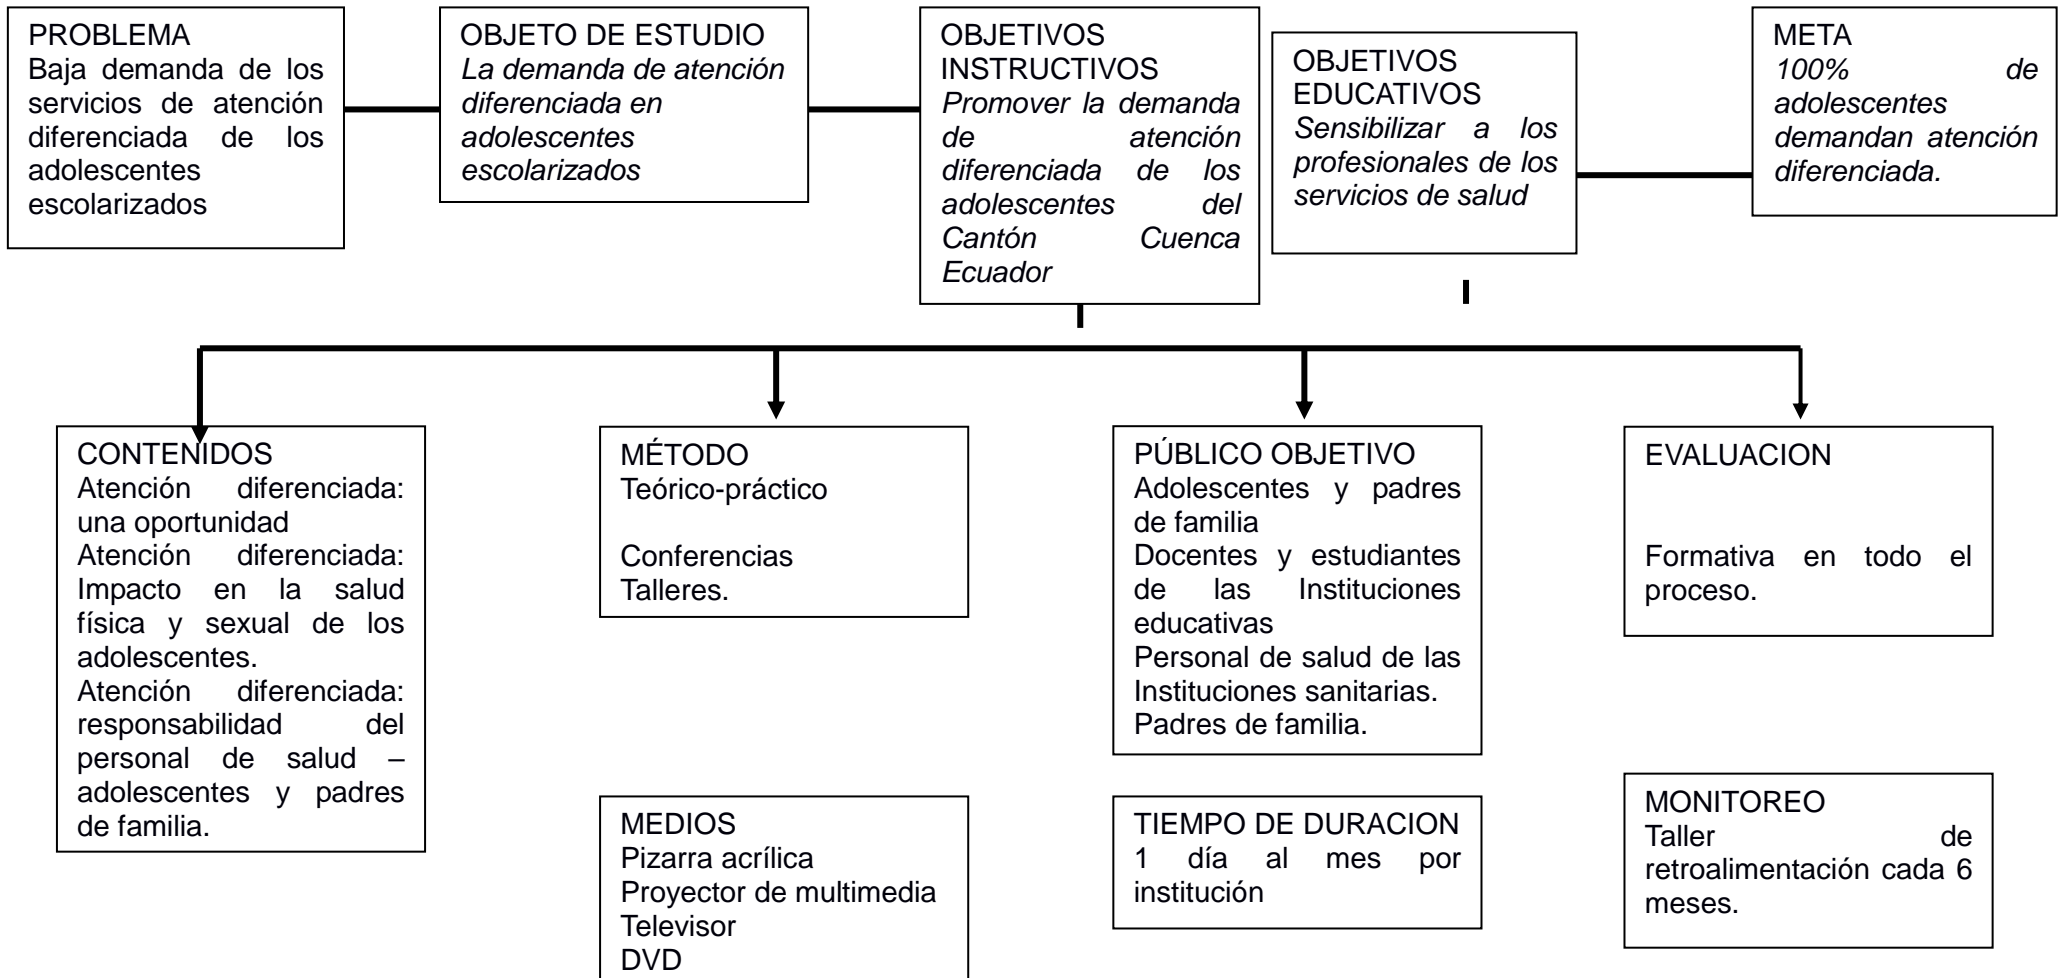 PROBLEMA
Baja demanda de los
servicios de atención
diferenciada de los
adolescentes
escolarizados
OBJETO DE ESTUDIO
La demanda de atención
diferenciada en
adolescentes
escolarizados
OBJETIVOS
INSTRUCTIVOS
Promover la demanda
de atención
diferenciada de los
adolescentes del
Cantón Cuenca
Ecuador
OBJETIVOS
EDUCATIVOS
Sensibilizar a los
profesionales de los
servicios de salud
META
100% de
adolescentes
demandan atención
diferenciada.
CONTENIDOS
Atención diferenciada:
una oportunidad
Atención diferenciada:
Impacto en la salud
física y sexual de los
adolescentes.
Atención diferenciada:
responsabilidad del
personal de salud –
adolescentes y padres
de familia.
MÉTODO
Teórico-práctico
Conferencias
Talleres.
MEDIOS
Pizarra acrílica
Proyector de multimedia
Televisor
DVD
PÚBLICO OBJETIVO
Adolescentes y padres
de familia
Docentes y estudiantes
de las Instituciones
educativas
Personal de salud de las
Instituciones sanitarias.
Padres de familia.
TIEMPO DE DURACION
1 día al mes por
institución
EVALUACION
Formativa en todo el
proceso.
MONITOREO
Taller de
retroalimentación cada 6
meses.